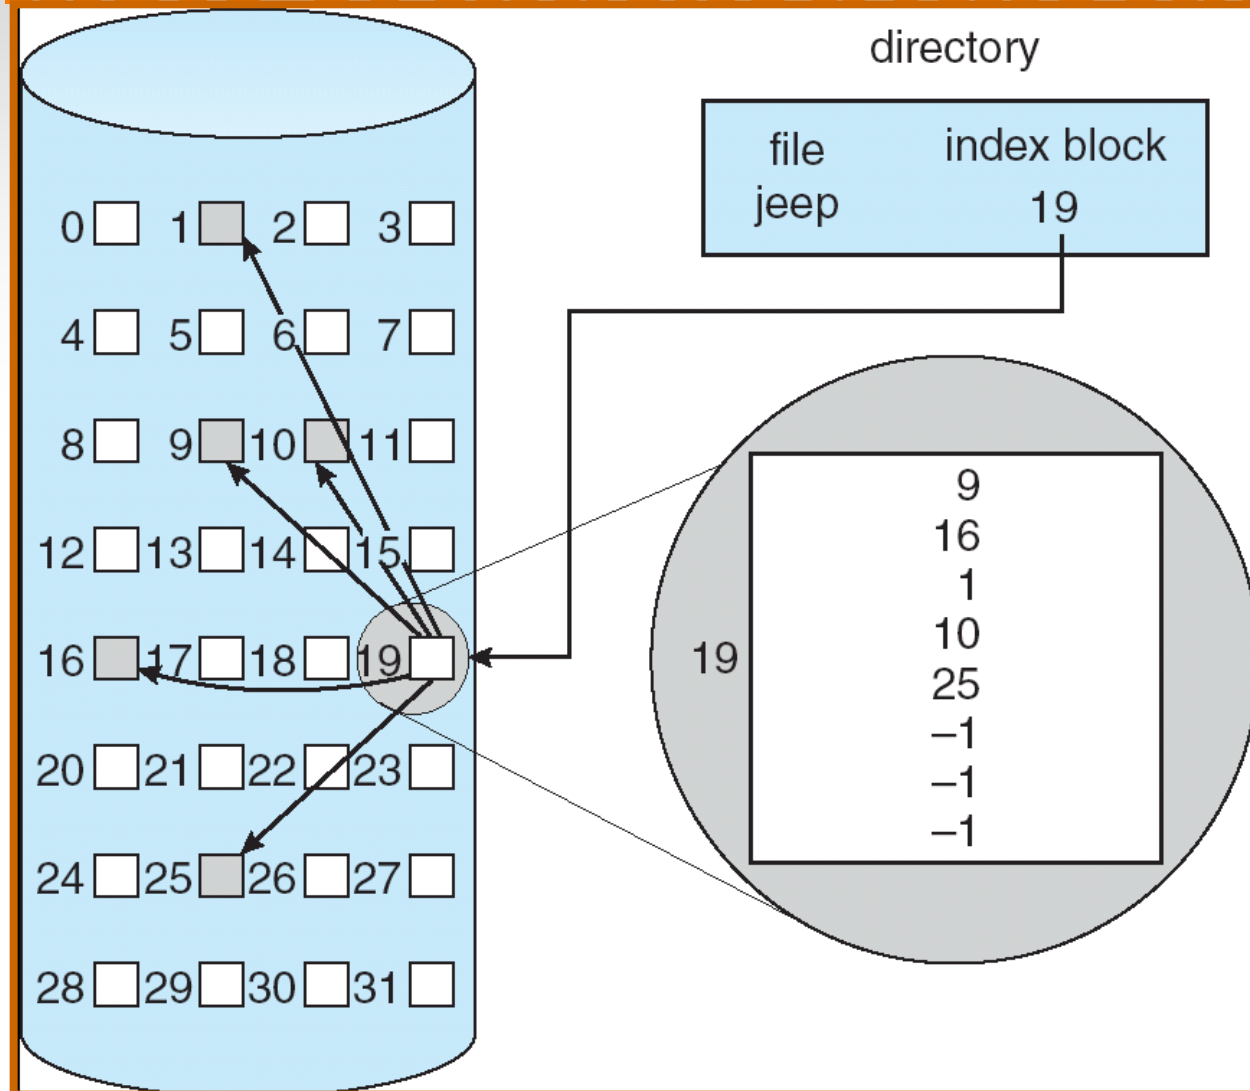 directory
file index block
jeep 19
0 1 2 3
4 5 6 7
8 9 10 11
12 13 14 15
16 17 18 19
20 21 22 23
24 25 26 27
28 29 30 31
19
9
16
1
10
25
–1
–1
–1